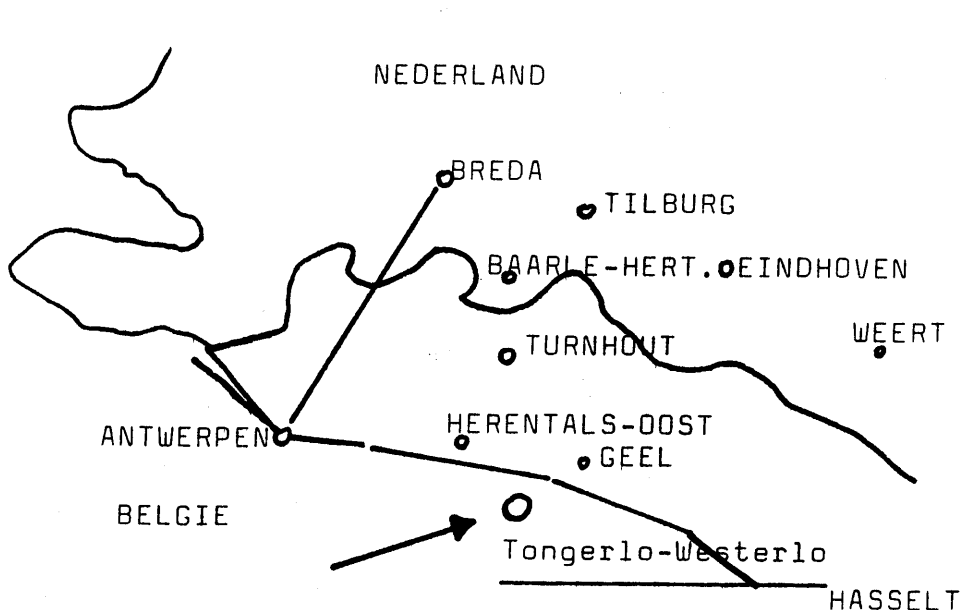 NEDERLAND
BREDA
TILBURG
BAARLE-HERT.
EINDHOVEN
WEERT
TURNHOUT
HERENTALS-OOST
ANTWERPEN
GEEL
BELGIE
Tongerlo-Westerlo
HASSELT